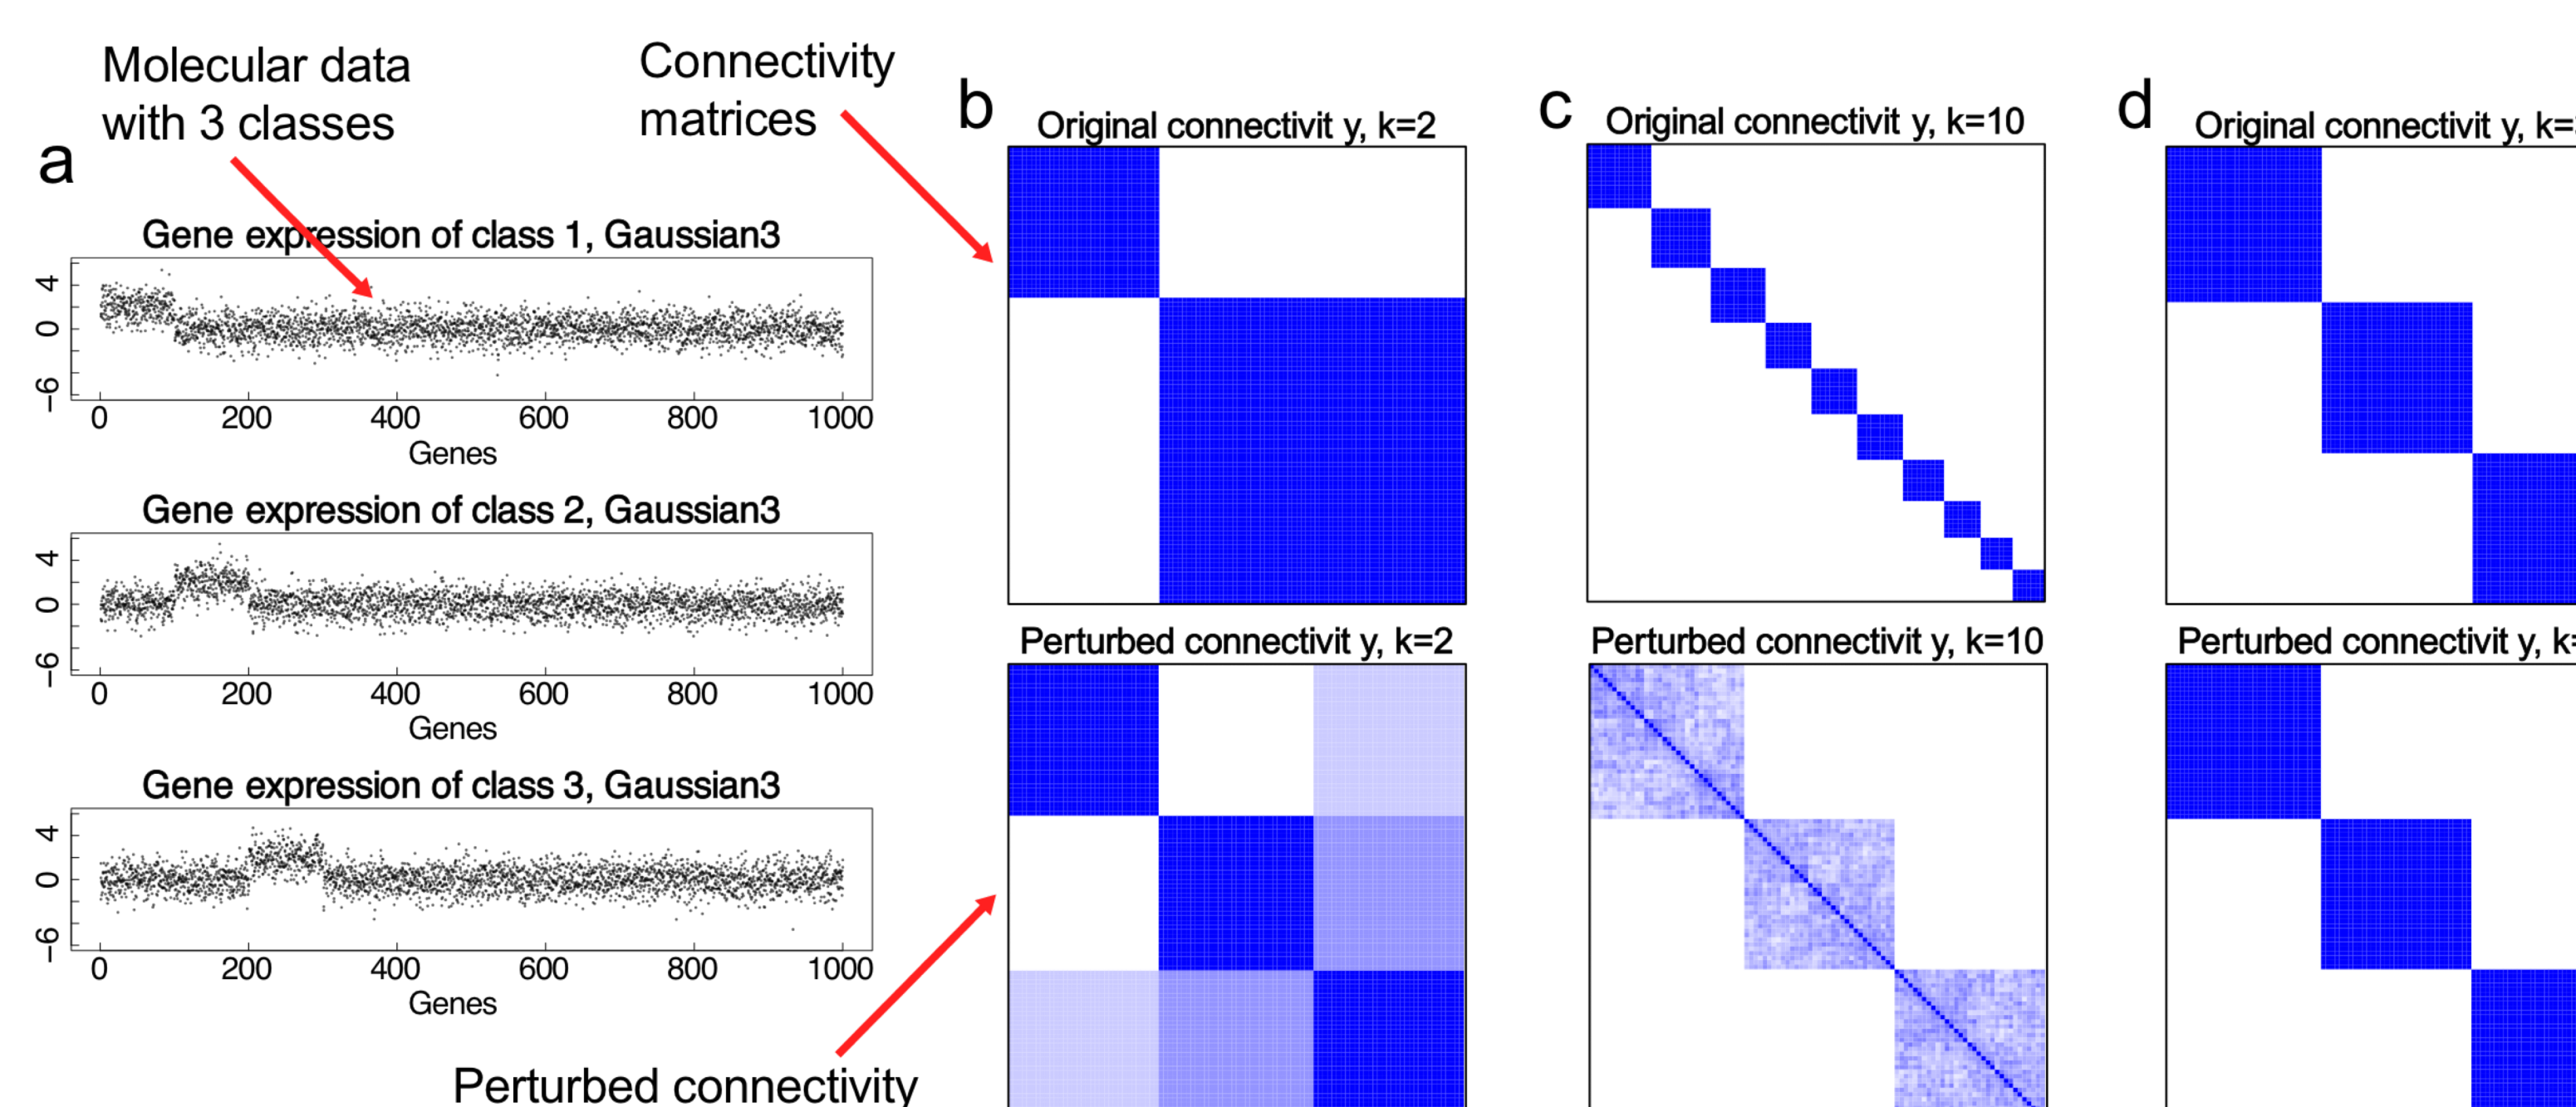 Molecular data
with 3 classes
Connectivity
matrices
a
Gene expression of class 1, Gaussian3
4
0
−6
0 200 400 600 800 1000
Genes
Gene expression of class 2, Gaussian3
4
0
−6
0 200 400 600 800 1000
Genes
Gene expression of class 3, Gaussian3
4
0
−6
0 200 400 600 800 1000
Genes
Perturbed connectivity
b
Original connectivit y, k=2
Perturbed connectivit y, k=2
c
Original connectivit y, k=10
Perturbed connectivit y, k=10
d
Original connectivit y, k=
Perturbed connectivit y, k=